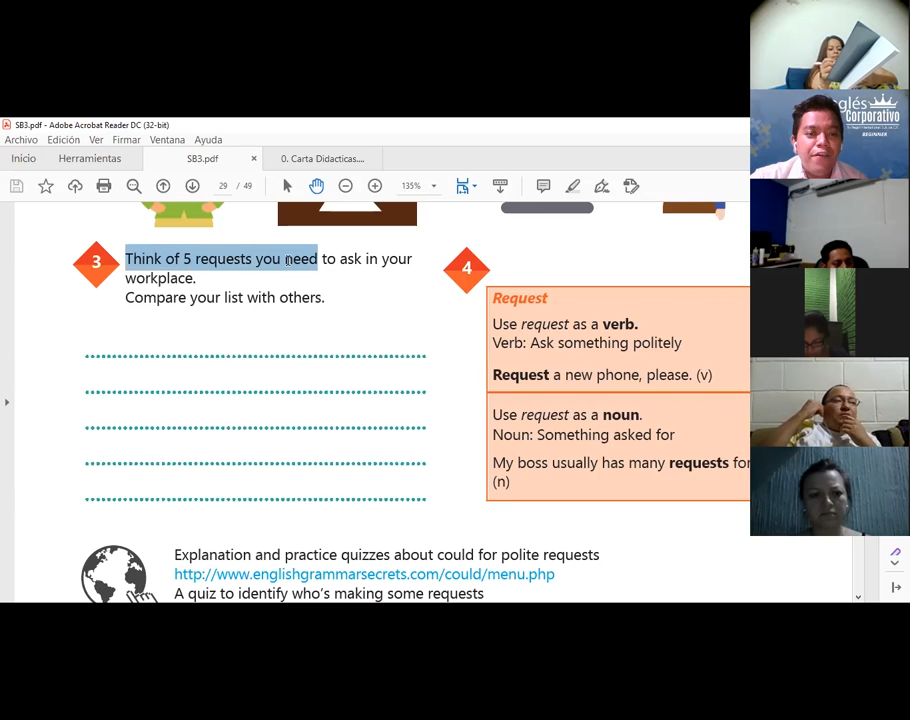 SB3.pdf - Adobe Acrobat Reader DC (32-bit)
Archivo Edición Ver Firmar Ventana Ayuda
Inicio Herramientas SB3.pdf × 0. Carta Didacticas....
29 / 49 135%
3
Think of 5 requests you need to ask in your
workplace.
Compare your list with others.
4
Request
Use request as a verb.
Verb: Ask something politely
Request a new phone, please. (v)
Use request as a noun.
Noun: Something asked for
My boss usually has many requests for
(n)
Explanation and practice quizzes about could for polite requests
http://www.englishgrammarsecrets.com/could/menu.php
A quiz to identify who's making some requests
glés
Corporativo
BEGINNER